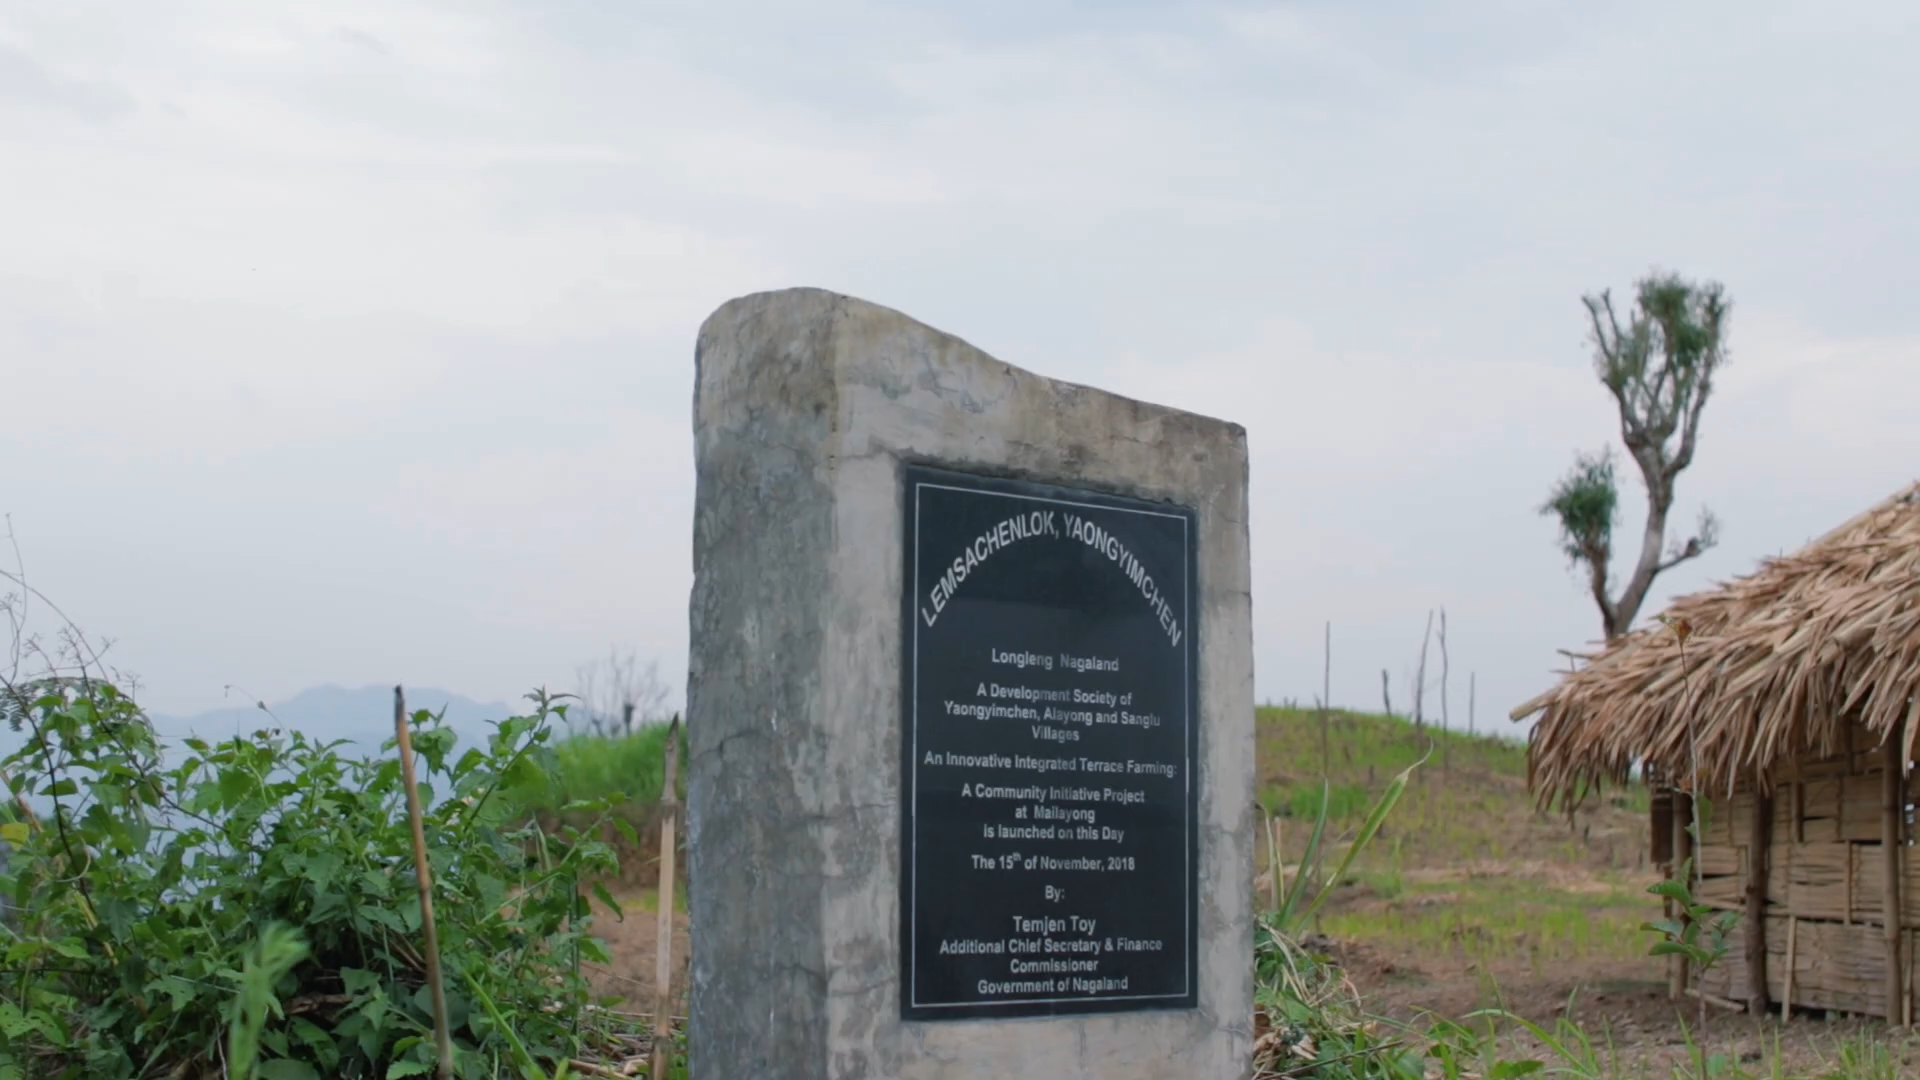 LEMSACHENLOK, YAONGYIMCHEN
Longleng Nagaland
A Development Society of
Yaongyimchen, Alayong and Sanglu
Villages
An Innovative Integrated Terrace Farming:
A Community Initiative Project
at Mailayong
is launched on this Day
The 15th of November, 2018
By:
Temjen Toy
Additional Chief Secretary & Finance
Commissioner
Government of Nagaland